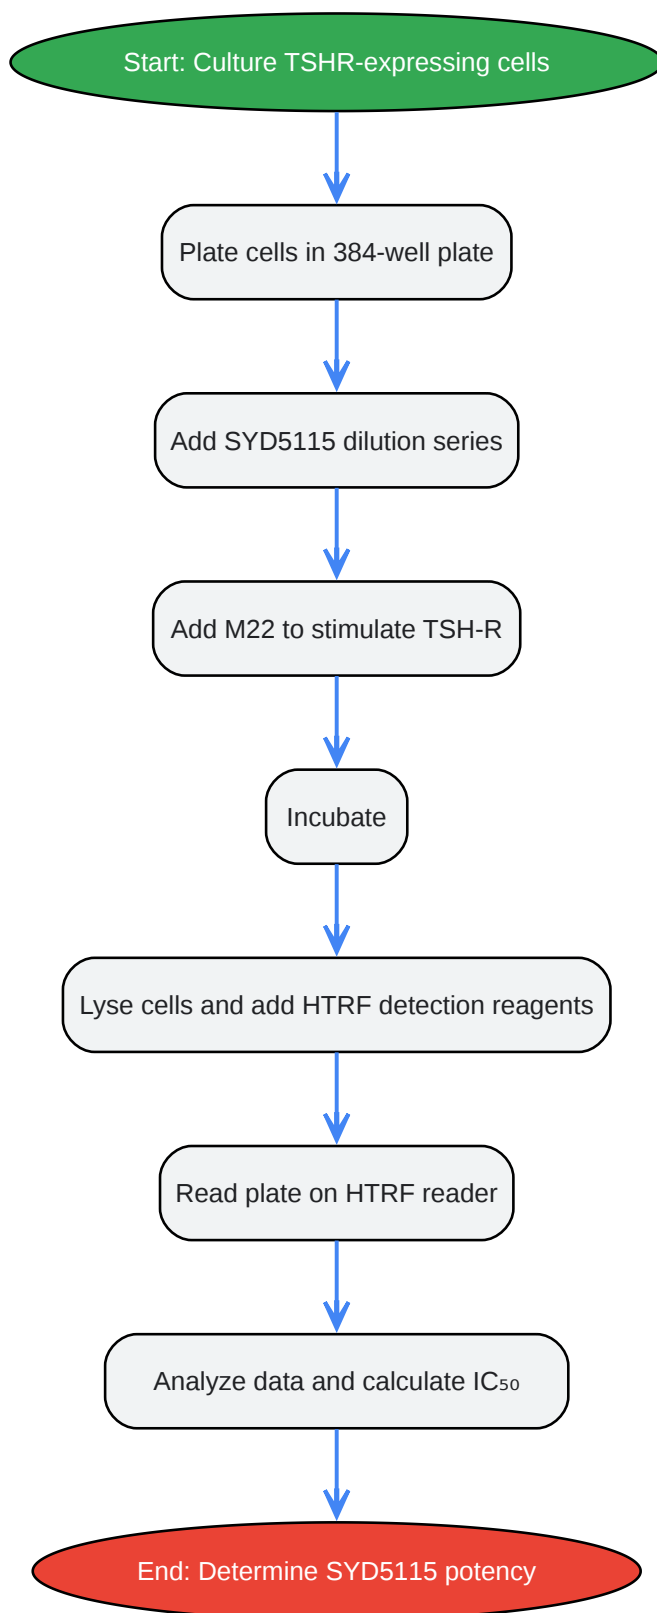 Start: Culture TSHR-expressing cells
Plate cells in 384-well plate
Add SYD5115 dilution series
Add M22 to stimulate TSH-R
Incubate
Lyse cells and add HTRF detection reagents
Read plate on HTRF reader
Analyze data and calculate IC₅₀
End: Determine SYD5115 potency